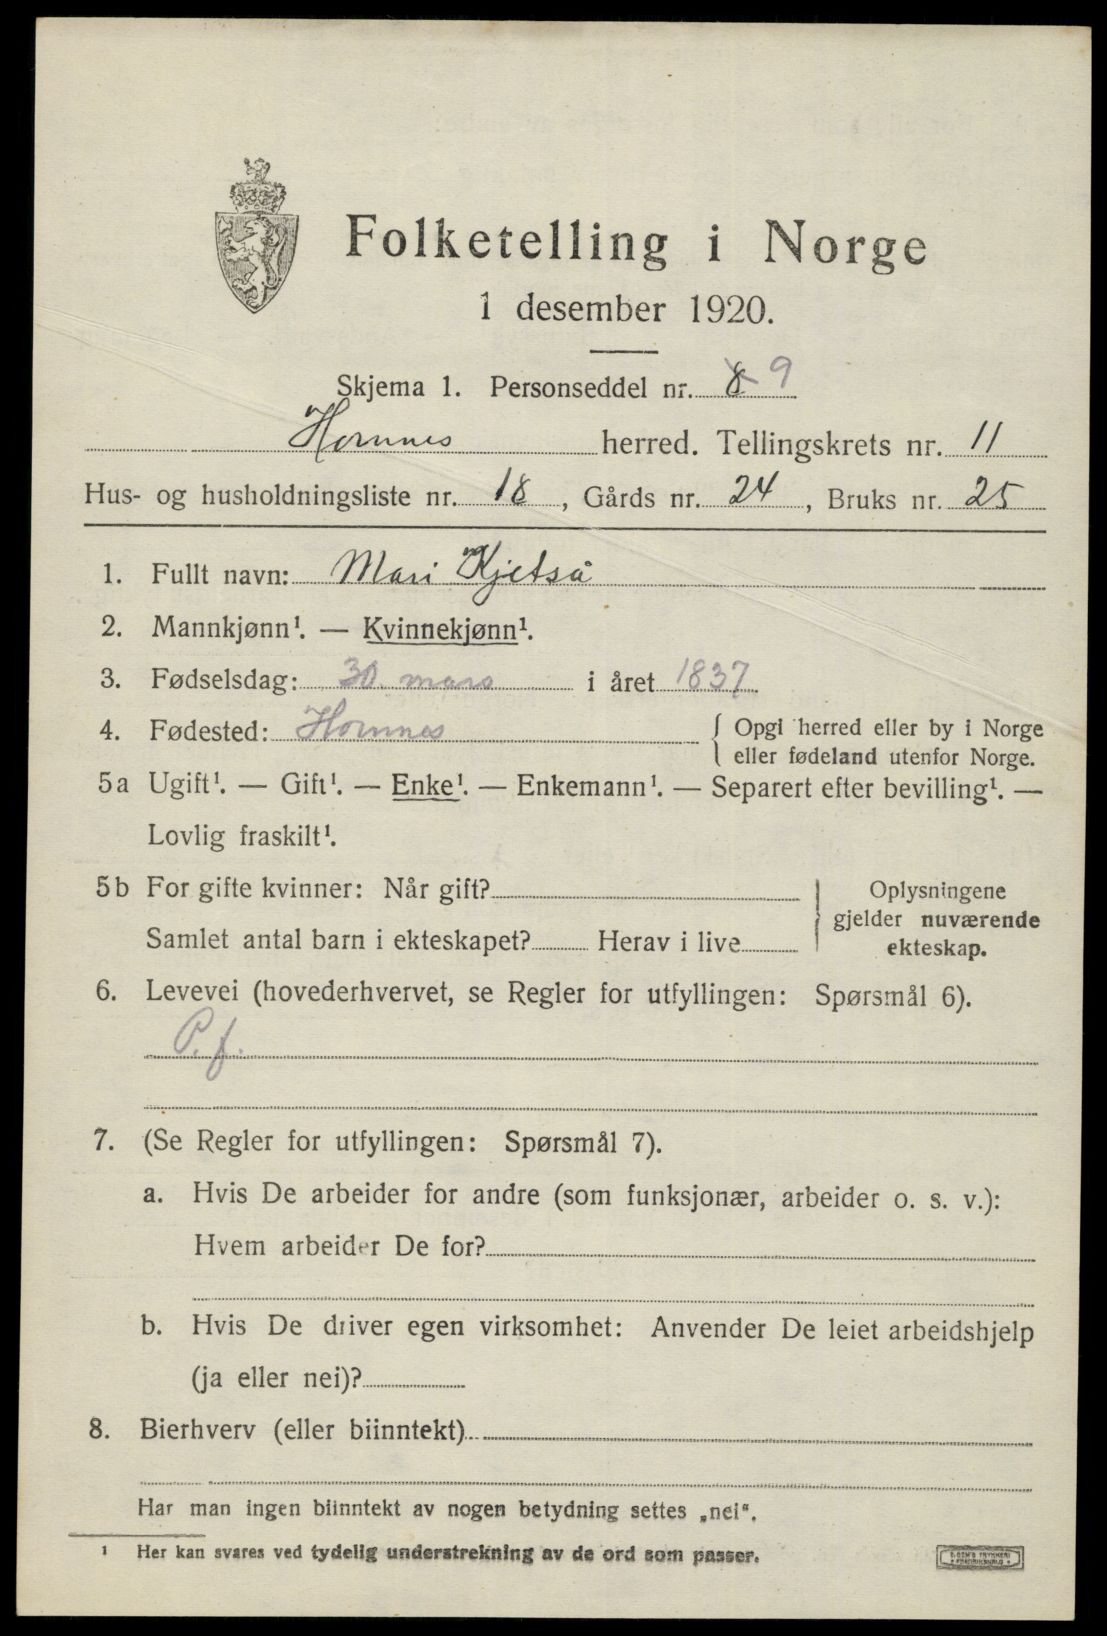 Folketelling i Norge
1 desember 1920.
Skjema 1. Personseddel nr. 8 9
Hornnes herred. Tellingskrets nr. 11
Hus- og husholdningsliste nr. 18, Gårds nr. 24, Bruks nr. 25
1. Fullt navn: Mari Kjetså
2. Mannkjønn¹. — Kvinnekjønn¹.
3. Fødselsdag: 30. mars i året 1837
4. Fødested: Hornnes { Opgi herred eller by i Norge
eller fødeland utenfor Norge.
5a Ugift¹. — Gift¹. — Enke¹. — Enkemann¹. — Separert efter bevilling¹. —
Lovlig fraskilt¹.
5b For gifte kvinner: Når gift?
Samlet antal barn i ekteskapet? Herav i live
Oplysningene
gjelder nuværende
ekteskap.
6. Levevei (hovederhvervet, se Regler for utfyllingen: Spørsmål 6).
P. f.
7. (Se Regler for utfyllingen: Spørsmål 7).
a. Hvis De arbeider for andre (som funksjonær, arbeider o. s. v.):
Hvem arbeider De for?
b. Hvis De driver egen virksomhet: Anvender De leiet arbeidshjelp
(ja eller nei)?
8. Bierhverv (eller biinntekt)
Har man ingen biinntekt av nogen betydning settes „nei“.
¹ Her kan svares ved tydelig understrekning av de ord som passer.